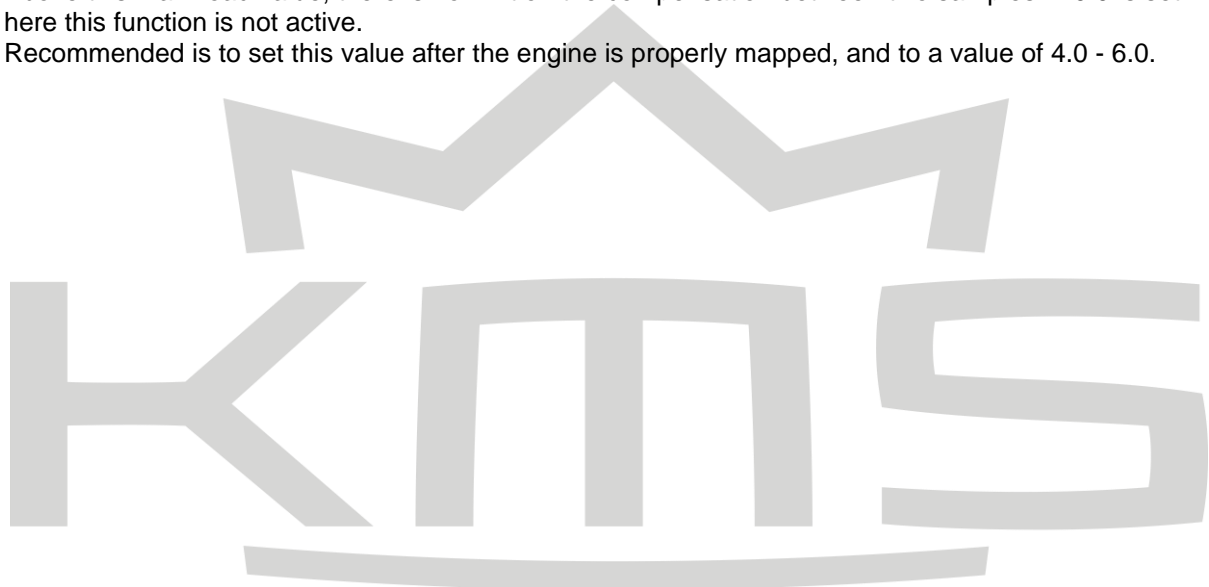 here this function is not active.
Recommended is to set this value after the engine is properly mapped, and to a value of 4.0 - 6.0.
KMS